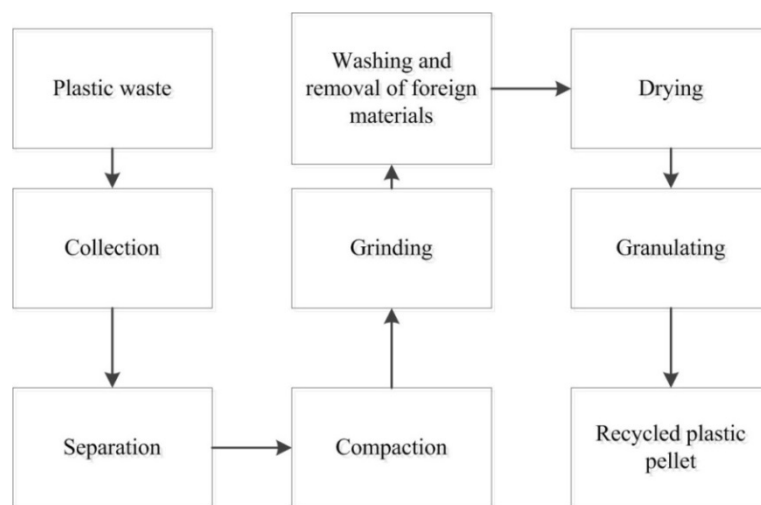 Plastic waste
Collection
Separation
Compaction
Grinding
Washing and
removal of foreign
materials
Drying
Granulating
Recycled plastic
pellet